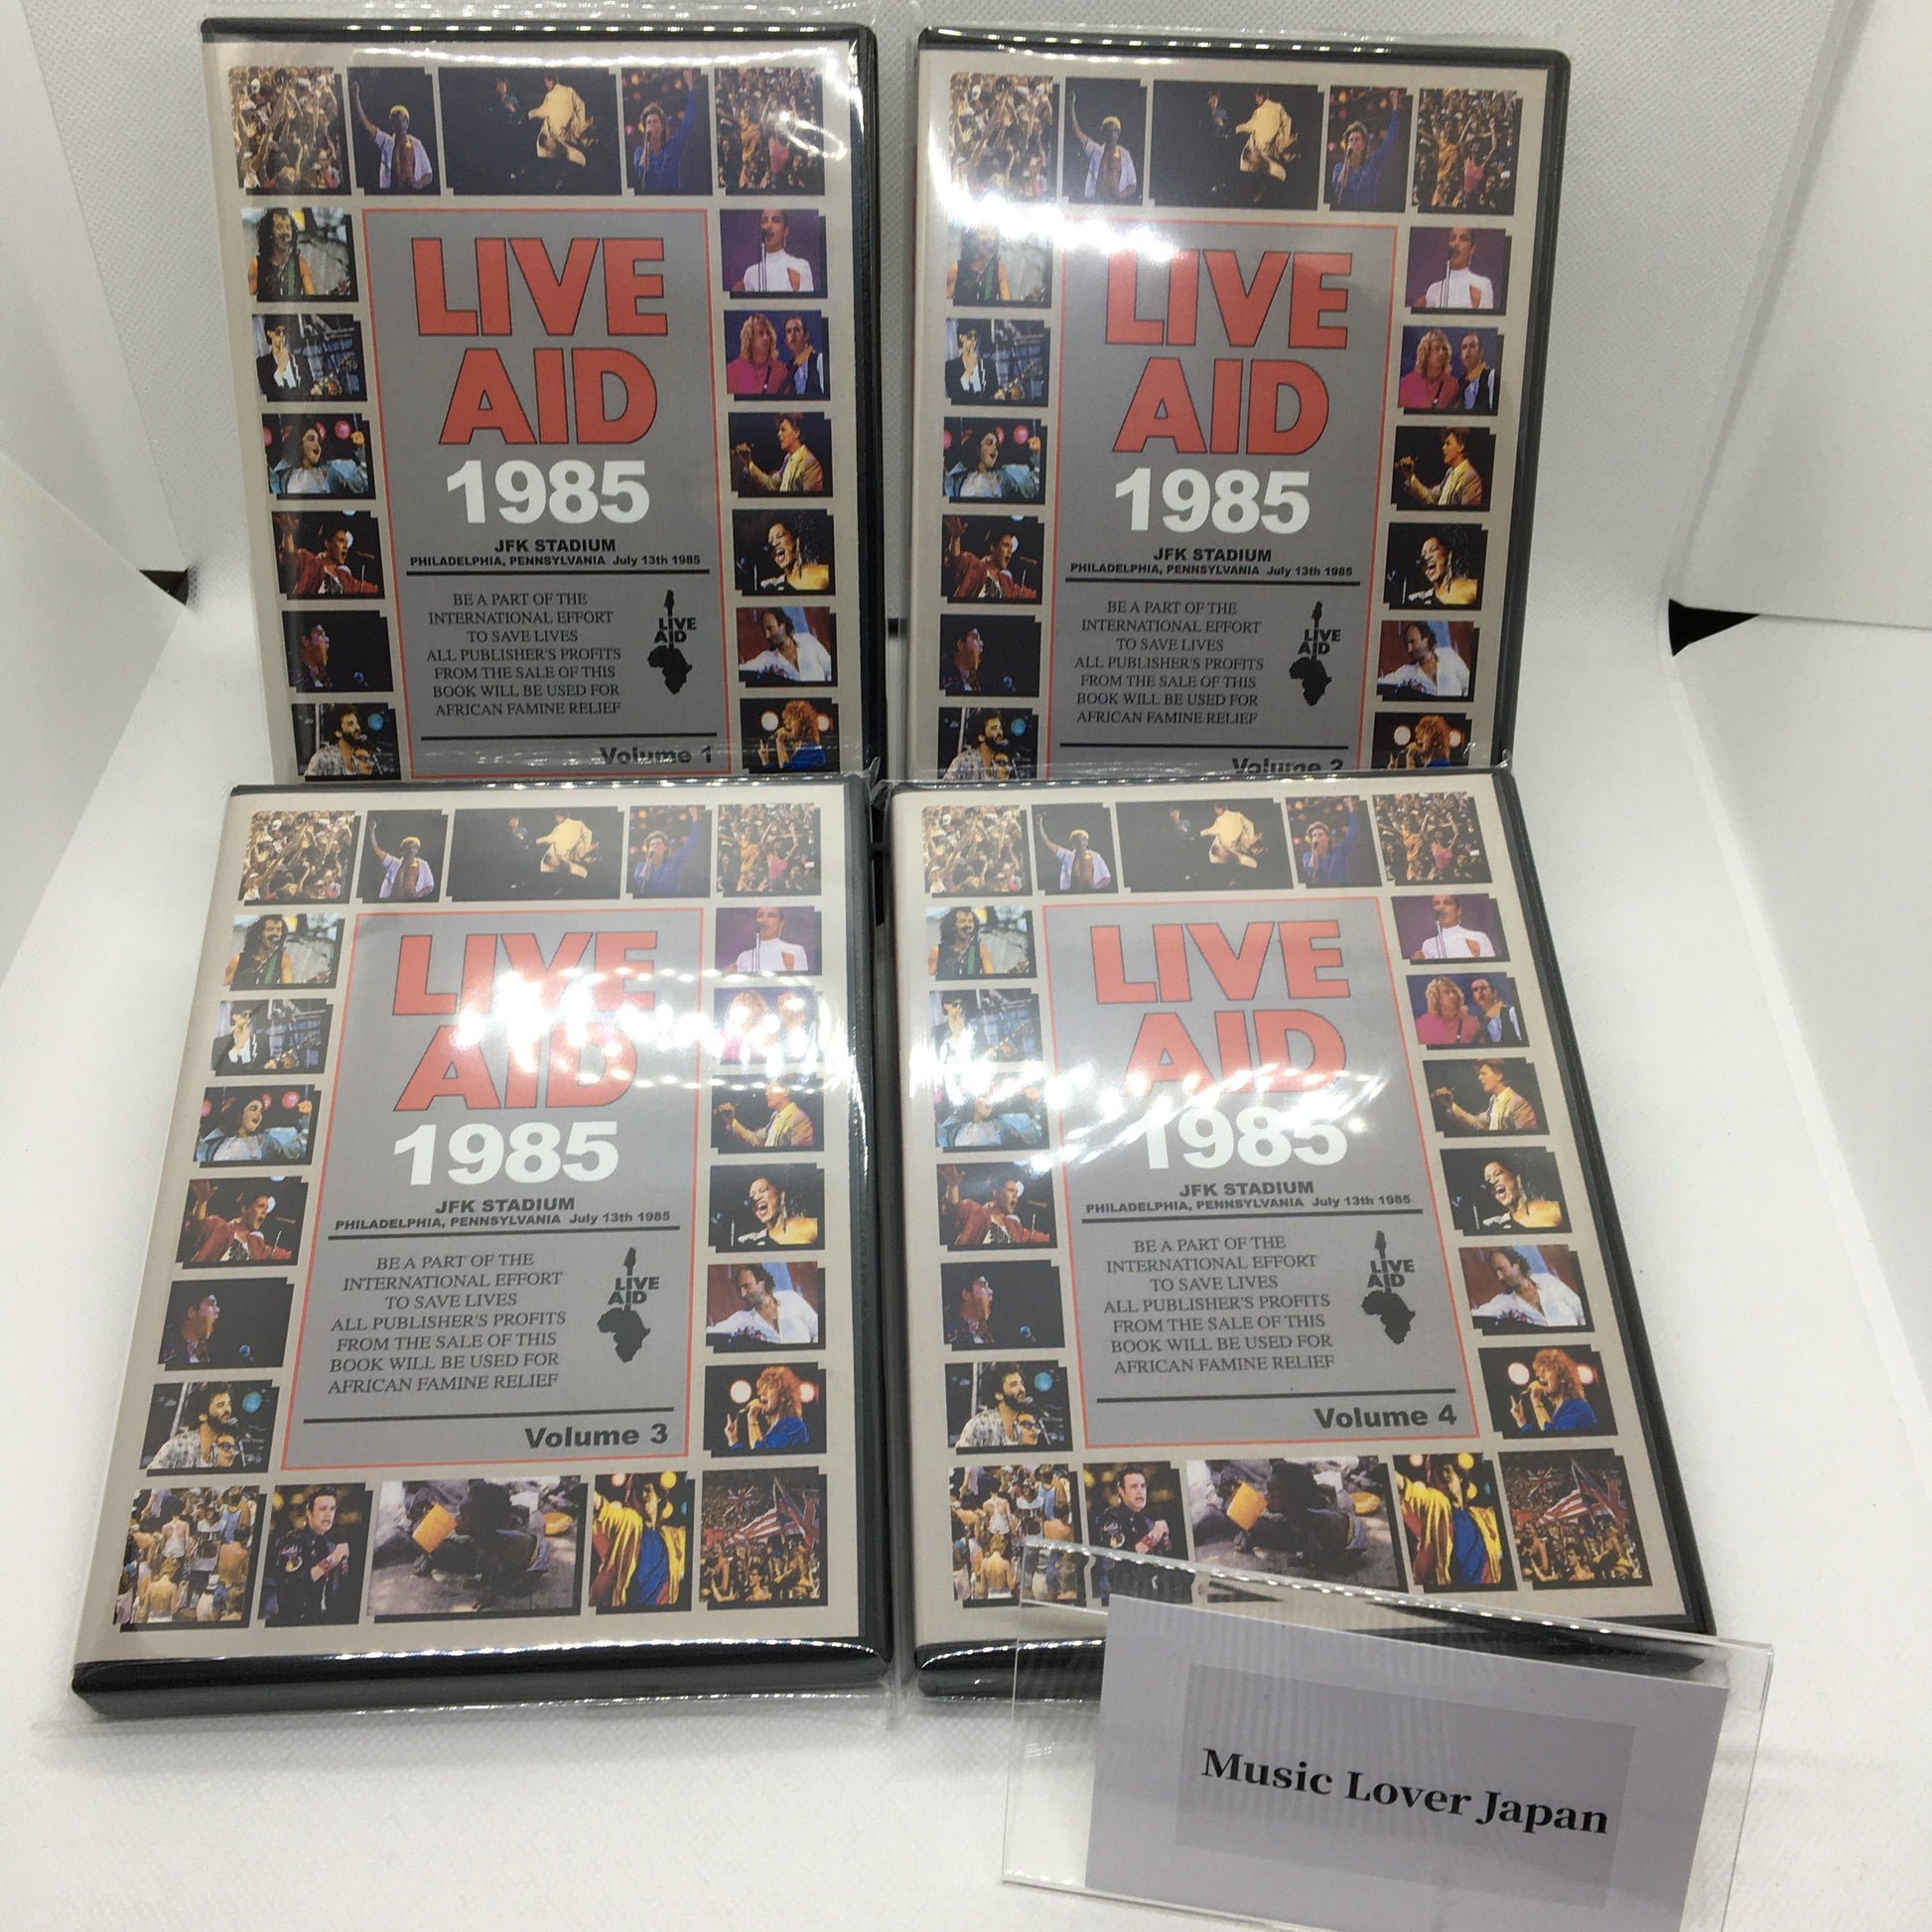 LIVE
AID
1985
JFK STADIUM
PHILADELPHIA, PENNSYLVANIA July 13th 1985
BE A PART OF THE
INTERNATIONAL EFFORT
TO SAVE LIVES
ALL PUBLISHER'S PROFITS
FROM THE SALE OF THIS
BOOK WILL BE USED FOR
AFRICAN FAMINE RELIEF
LIVE
AID
Volume 1
LIVE
AID
1985
JFK STADIUM
PHILADELPHIA, PENNSYLVANIA July 13th 1985
BE A PART OF THE
INTERNATIONAL EFFORT
TO SAVE LIVES
ALL PUBLISHER'S PROFITS
FROM THE SALE OF THIS
BOOK WILL BE USED FOR
AFRICAN FAMINE RELIEF
LIVE
AID
Volume 2
LIVE
AID
1985
JFK STADIUM
PHILADELPHIA, PENNSYLVANIA July 13th 1985
BE A PART OF THE
INTERNATIONAL EFFORT
TO SAVE LIVES
ALL PUBLISHER'S PROFITS
FROM THE SALE OF THIS
BOOK WILL BE USED FOR
AFRICAN FAMINE RELIEF
LIVE
AID
Volume 3
LIVE
AID
1985
JFK STADIUM
PHILADELPHIA, PENNSYLVANIA July 13th 1985
BE A PART OF THE
INTERNATIONAL EFFORT
TO SAVE LIVES
ALL PUBLISHER'S PROFITS
FROM THE SALE OF THIS
BOOK WILL BE USED FOR
AFRICAN FAMINE RELIEF
LIVE
AID
Volume 4
Music Lover Japan